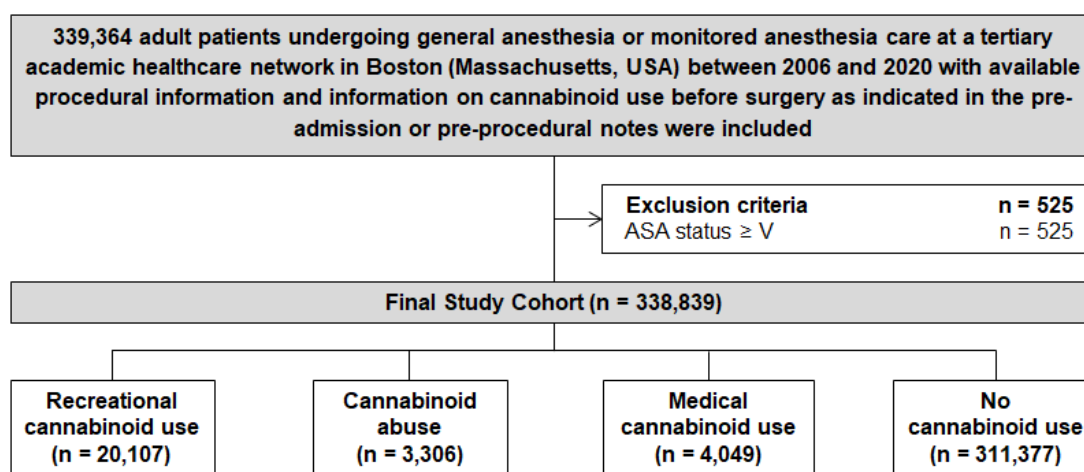 339,364 adult patients undergoing general anesthesia or monitored anesthesia care at a tertiary
academic healthcare network in Boston (Massachusetts, USA) between 2006 and 2020 with available
procedural information and information on cannabinoid use before surgery as indicated in the pre-
admission or pre-procedural notes were included
Exclusion criteria n = 525
ASA status ≥ V n = 525
Final Study Cohort (n = 338,839)
Recreational
cannabinoid use
(n = 20,107)
Cannabinoid
abuse
(n = 3,306)
Medical
cannabinoid use
(n = 4,049)
No
cannabinoid use
(n = 311,377)